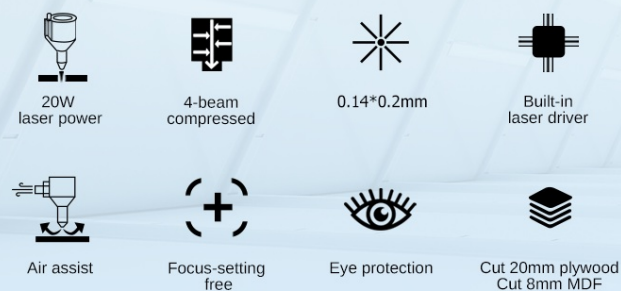 20W
laser power
4-beam
compressed
0.14*0.2mm
Built-in
laser driver
Air assist
Focus-setting
free
Eye protection
Cut 20mm plywood
Cut 8mm MDF